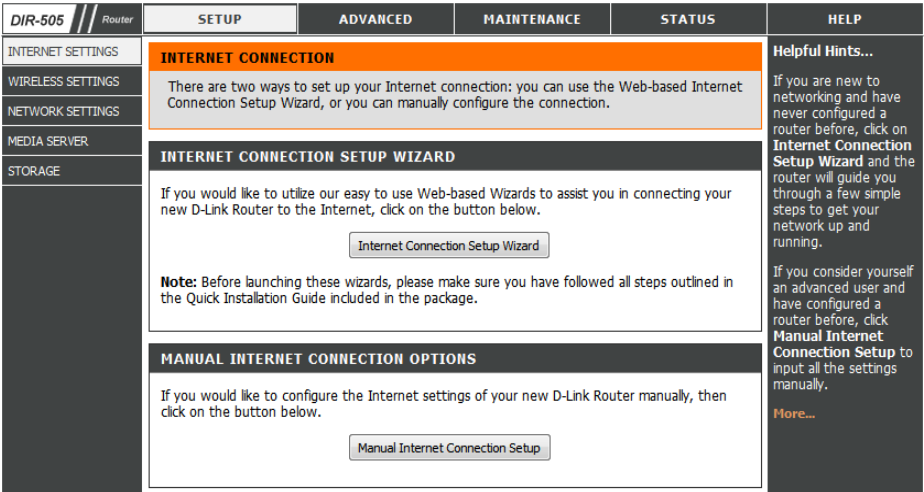 DIR-505 // Router
SETUP
ADVANCED
MAINTENANCE
STATUS
HELP
INTERNET SETTINGS
WIRELESS SETTINGS
NETWORK SETTINGS
MEDIA SERVER
STORAGE
INTERNET CONNECTION
There are two ways to set up your Internet connection: you can use the Web-based Internet
Connection Setup Wizard, or you can manually configure the connection.
INTERNET CONNECTION SETUP WIZARD
If you would like to utilize our easy to use Web-based Wizards to assist you in connecting your
new D-Link Router to the Internet, click on the button below.
Internet Connection Setup Wizard
Note: Before launching these wizards, please make sure you have followed all steps outlined in
the Quick Installation Guide included in the package.
MANUAL INTERNET CONNECTION OPTIONS
If you would like to configure the Internet settings of your new D-Link Router manually, then
click on the button below.
Manual Internet Connection Setup
Helpful Hints...
If you are new to
networking and have
never configured a
router before, click on
Internet Connection
Setup Wizard and the
router will guide you
through a few simple
steps to get your
network up and
running.
If you consider yourself
an advanced user and
have configured a
router before, click
Manual Internet
Connection Setup to
input all the settings
manually.
More...